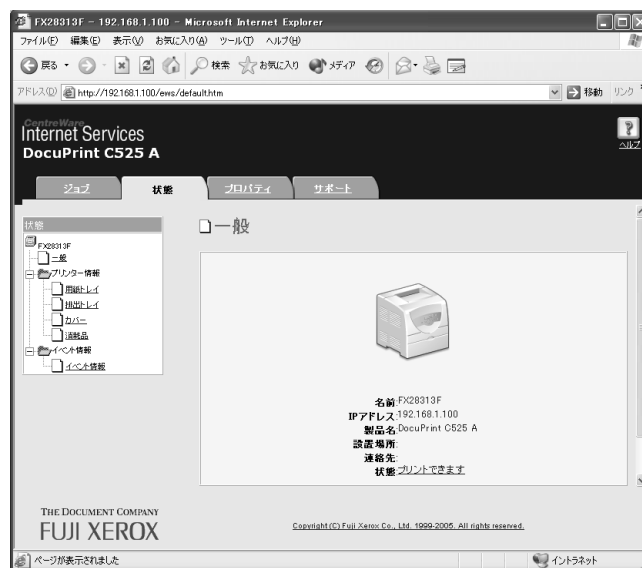 FX28313F - 192.168.1.100 - Microsoft Internet Explorer
ファイル(F) 編集(E) 表示(V) お気に入り(A) ツール(T) ヘルプ(H)
戻る 検索 お気に入り メディア
アドレス(D) http://192.168.1.100/ews/default.htm 移動 リンク
CentreWare
Internet Services
DocuPrint C525 A
ヘルプ
ジョブ 状態 プロパティ サポート
状態
FX28313F
一般
プリンター情報
用紙トレイ
排出トレイ
カバー
消耗品
イベント情報
イベント情報
一般
名前:FX28313F
IPアドレス:192.168.1.100
製品名:DocuPrint C525 A
設置場所:
連絡先:
状態:プリントできます
THE DOCUMENT COMPANY
FUJI XEROX
Copyright(C) Fuji Xerox Co., Ltd. 1999-2005. All rights reserved.
ページが表示されました イントラネット